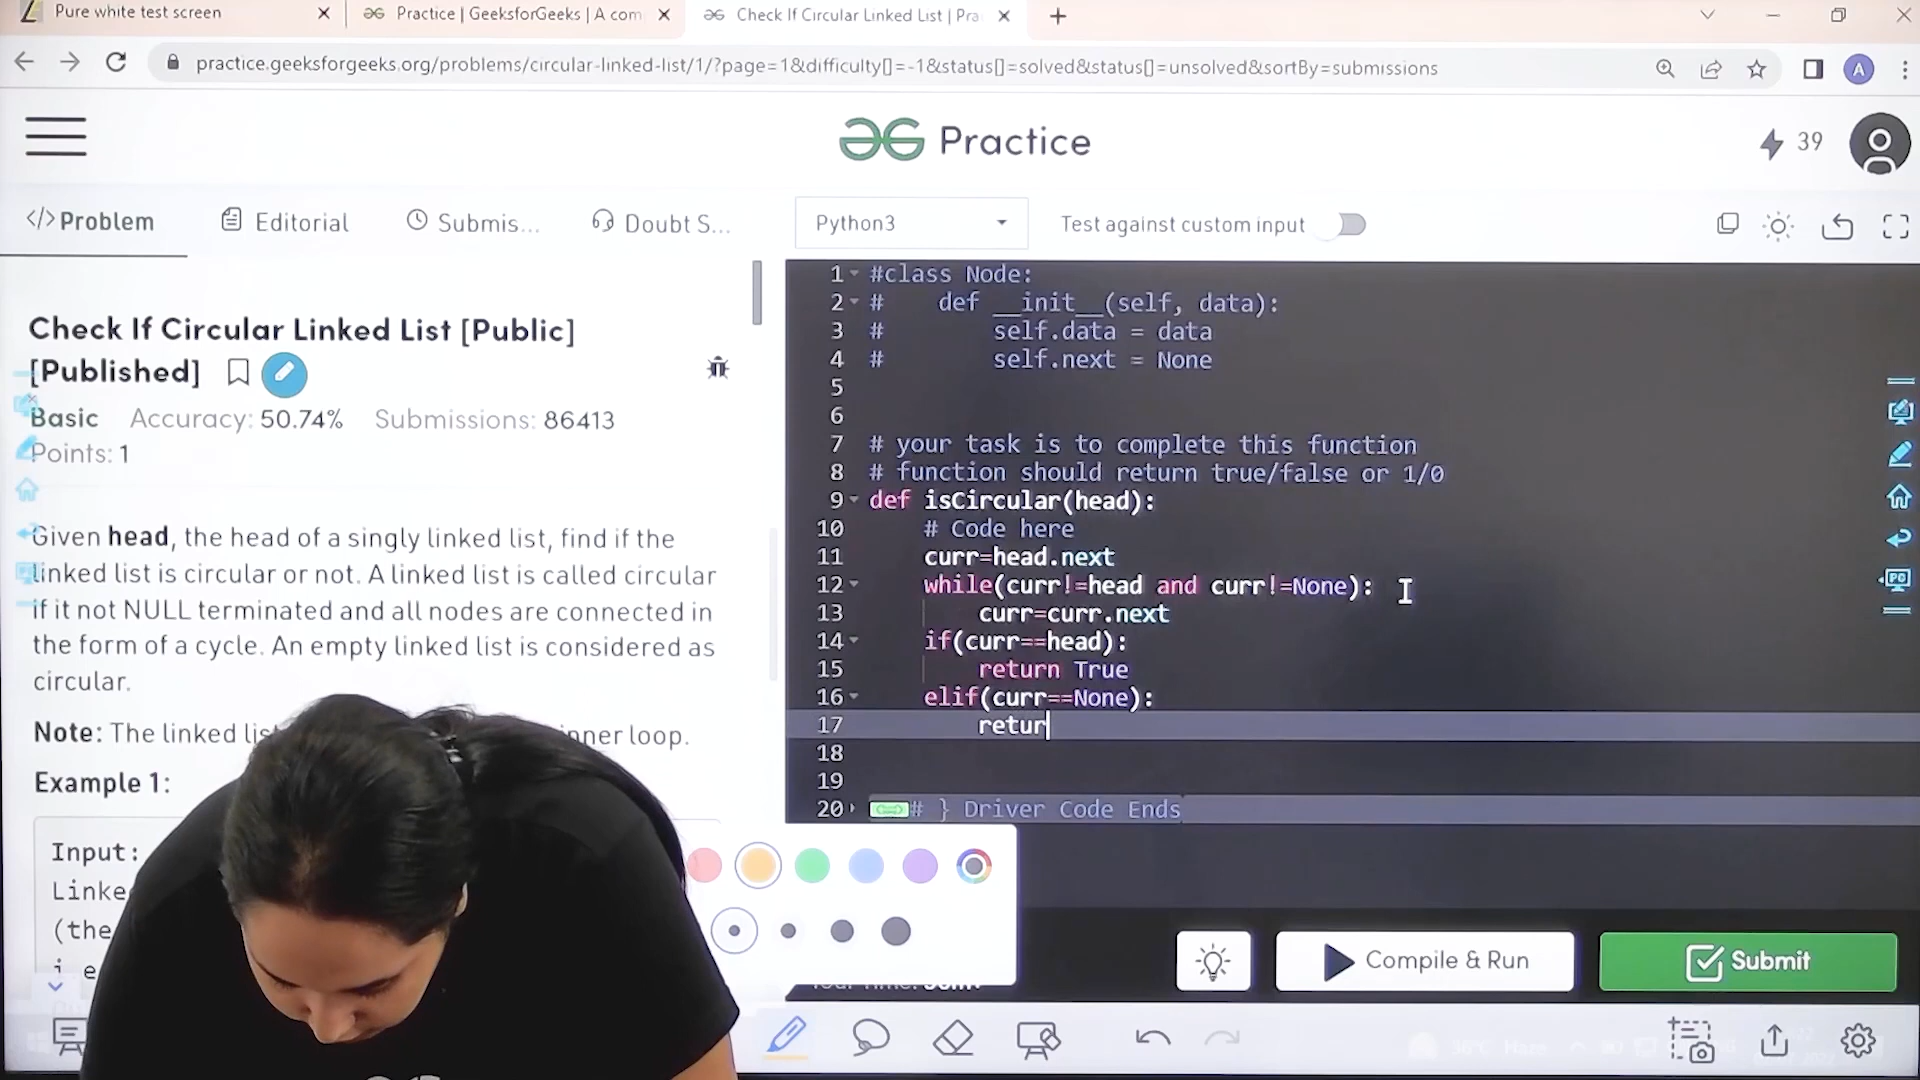 Pure white test screen
Practice | GeeksforGeeks | A com
Check If Circular Linked List | Pra
practice.geeksforgeeks.org/problems/circular-linked-list/1/?page=1&difficulty[]=-1&status[]=solved&status[]=unsolved&sortBy=submissions
A
Practice
39
</> Problem
Editorial
Submis...
Doubt S...
Python3
Test against custom input
Check If Circular Linked List [Public]
[Published]
Basic Accuracy: 50.74% Submissions: 86413
Points: 1
Given head, the head of a singly linked list, find if the
linked list is circular or not. A linked list is called circular
if it not NULL terminated and all nodes are connected in
the form of a cycle. An empty linked list is considered as
circular.
Note: The linked lis
nner loop.
Example 1:
Input:
Linke
(the
i e
1 #class Node:
2 #    def __init__(self, data):
3 #        self.data = data
4 #        self.next = None
5
6
7 # your task is to complete this function
8 # function should return true/false or 1/0
9 def isCircular(head):
10     # Code here
11     curr=head.next
12     while(curr!=head and curr!=None):
13         curr=curr.next
14     if(curr==head):
15         return True
16     elif(curr==None):
17         retur
18
19
20 # } Driver Code Ends
Compile & Run
Submit